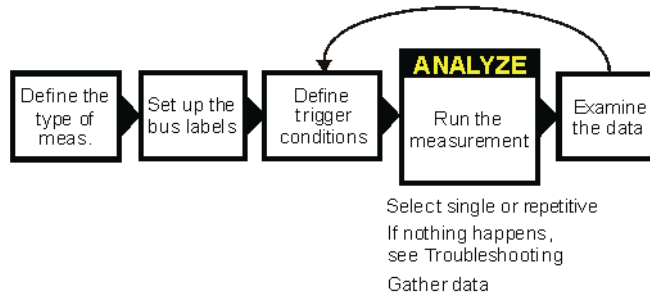 Define the
type of
meas.
Set up the
bus labels
Define
trigger
conditions
ANALYZE
Run the
measurement
Examine
the data
Select single or repetitive
If nothing happens,
see Troubleshooting
Gather data